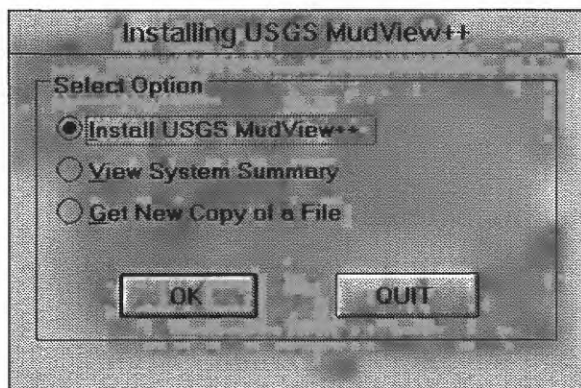 Installing USGS MudView++
Select Option
Install USGS MudView++
View System Summary
Get New Copy of a File
OK
QUIT